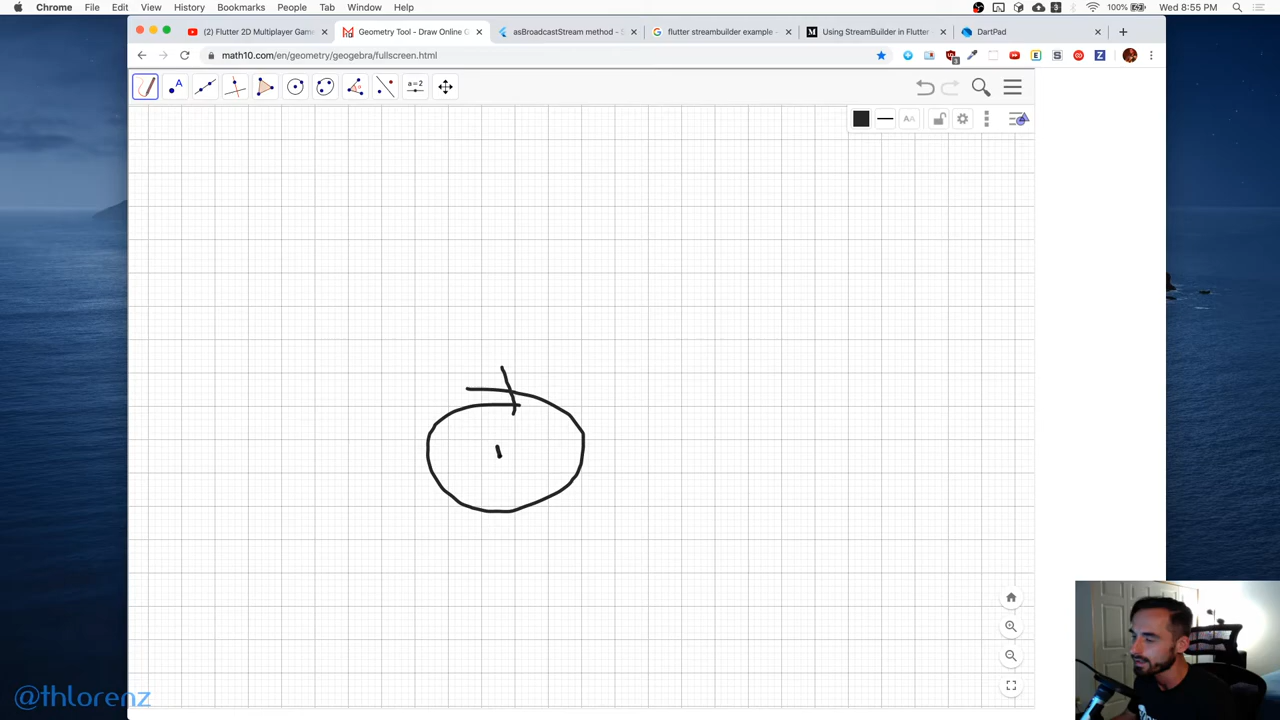 Chrome File Edit View History Bookmarks People Tab Window Help 3 100% Wed 8:55 PM
(2) Flutter 2D Multiplayer Gam Geometry Tool - Draw Online asBroadcastStream method - flutter streambuilder example - Using StreamBuilder in Flutter DartPad
math10.com/en/geometry/geogebra/fullscreen.html
A a=2
AA
@thlorenz